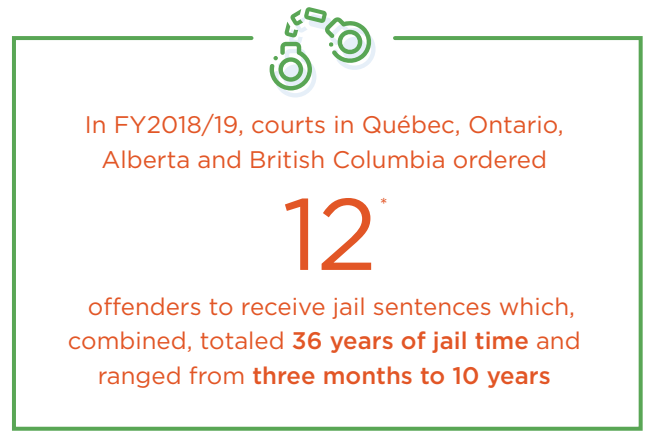 In FY2018/19, courts in Québec, Ontario,
Alberta and British Columbia ordered
12*
offenders to receive jail sentences which,
combined, totaled 36 years of jail time and
ranged from three months to 10 years